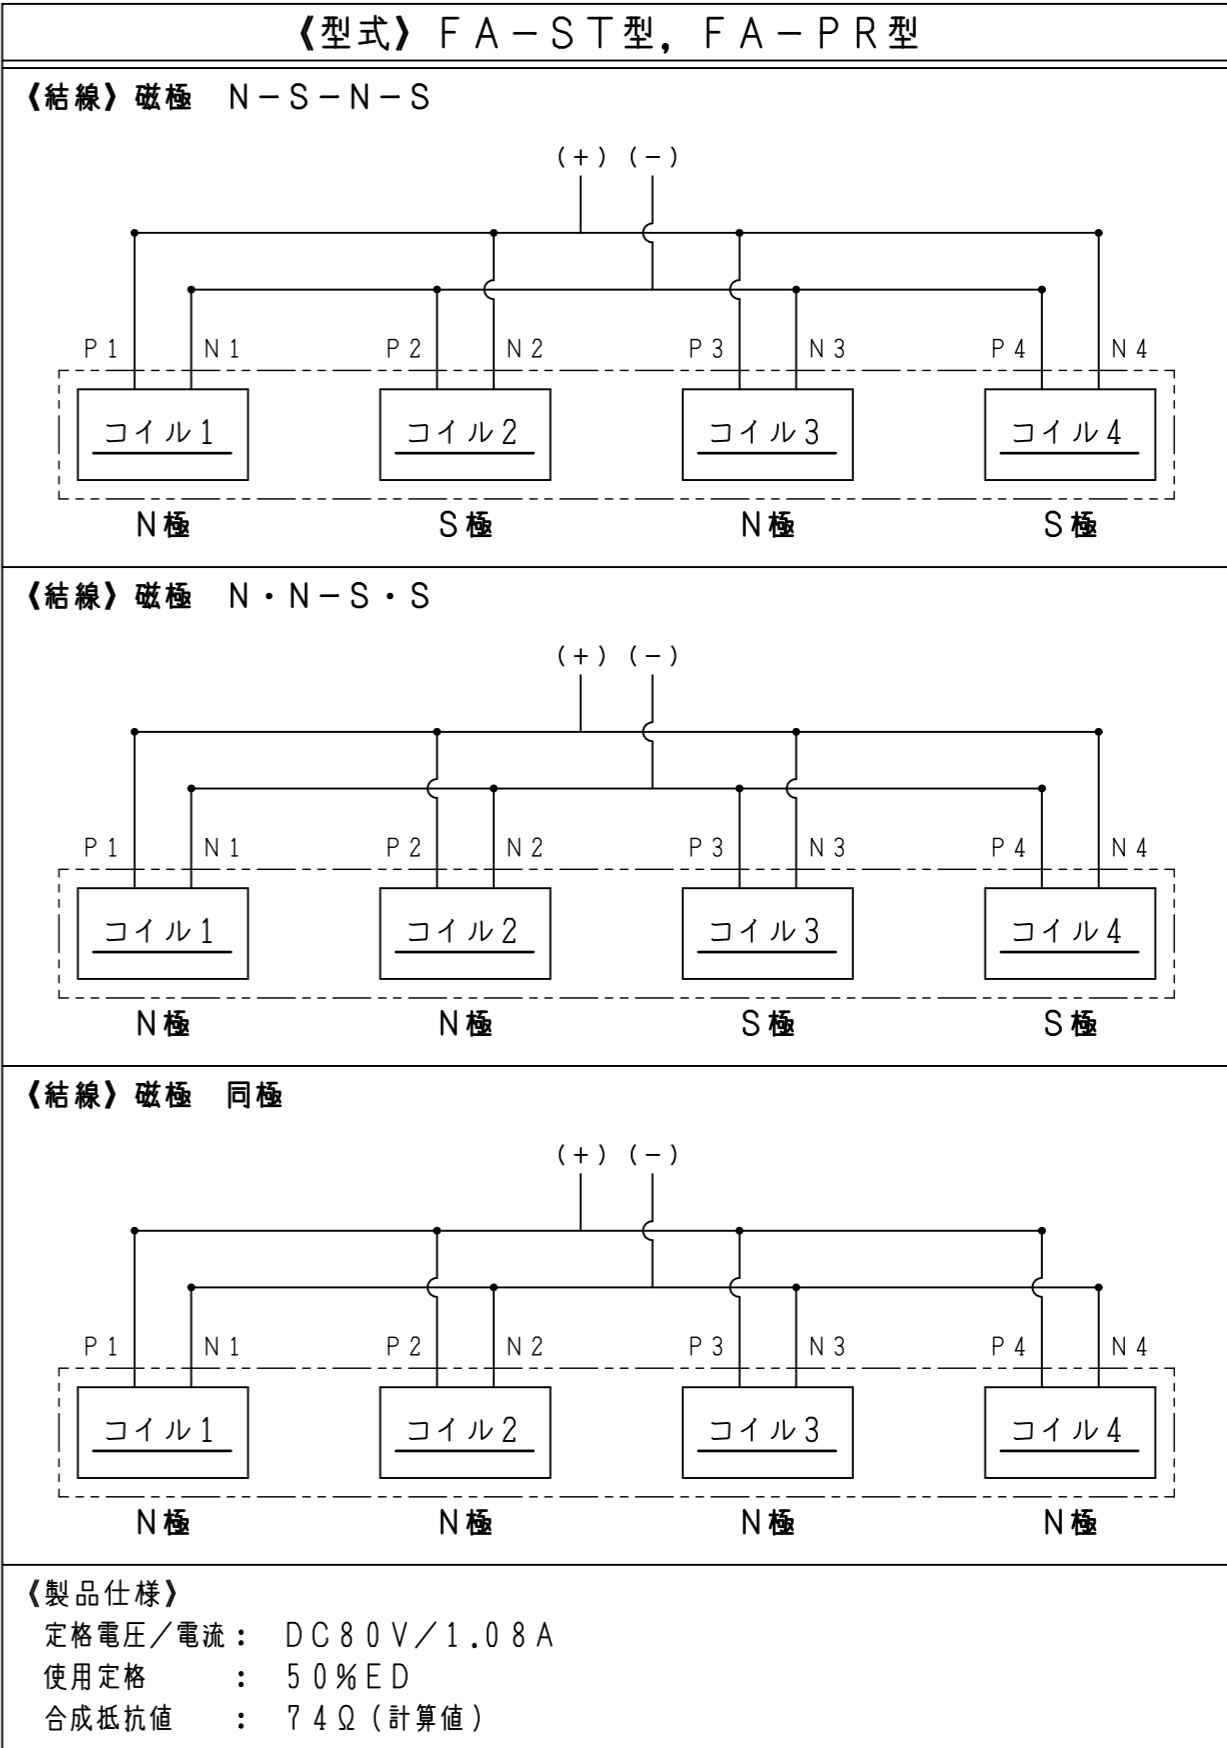 《型式》FA－ST型，FA－PR型
《結線》磁極　N－S－N－S
(+) (−)
P1 N1 P2 N2 P3 N3 P4 N4
コイル1 コイル2 コイル3 コイル4
N極 S極 N極 S極
《結線》磁極　N・N－S・S
(+) (−)
P1 N1 P2 N2 P3 N3 P4 N4
コイル1 コイル2 コイル3 コイル4
N極 N極 S極 S極
《結線》磁極　同極
(+) (−)
P1 N1 P2 N2 P3 N3 P4 N4
コイル1 コイル2 コイル3 コイル4
N極 N極 N極 N極
《製品仕様》
定格電圧／電流： DC80V／1.08A
使用定格　　： 50%ED
合成抵抗値　： 74Ω(計算値)